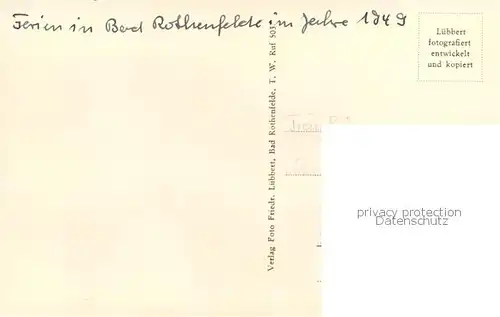 Ferien in Bad Rothenfelde im Jahre 1949
Lübbert
fotografiert
entwickelt
und kopiert
Verlag Foto Friedr. Lübbert, Bad Rothenfelde, T. W. Ruf 503
privacy protection
Datenschutz